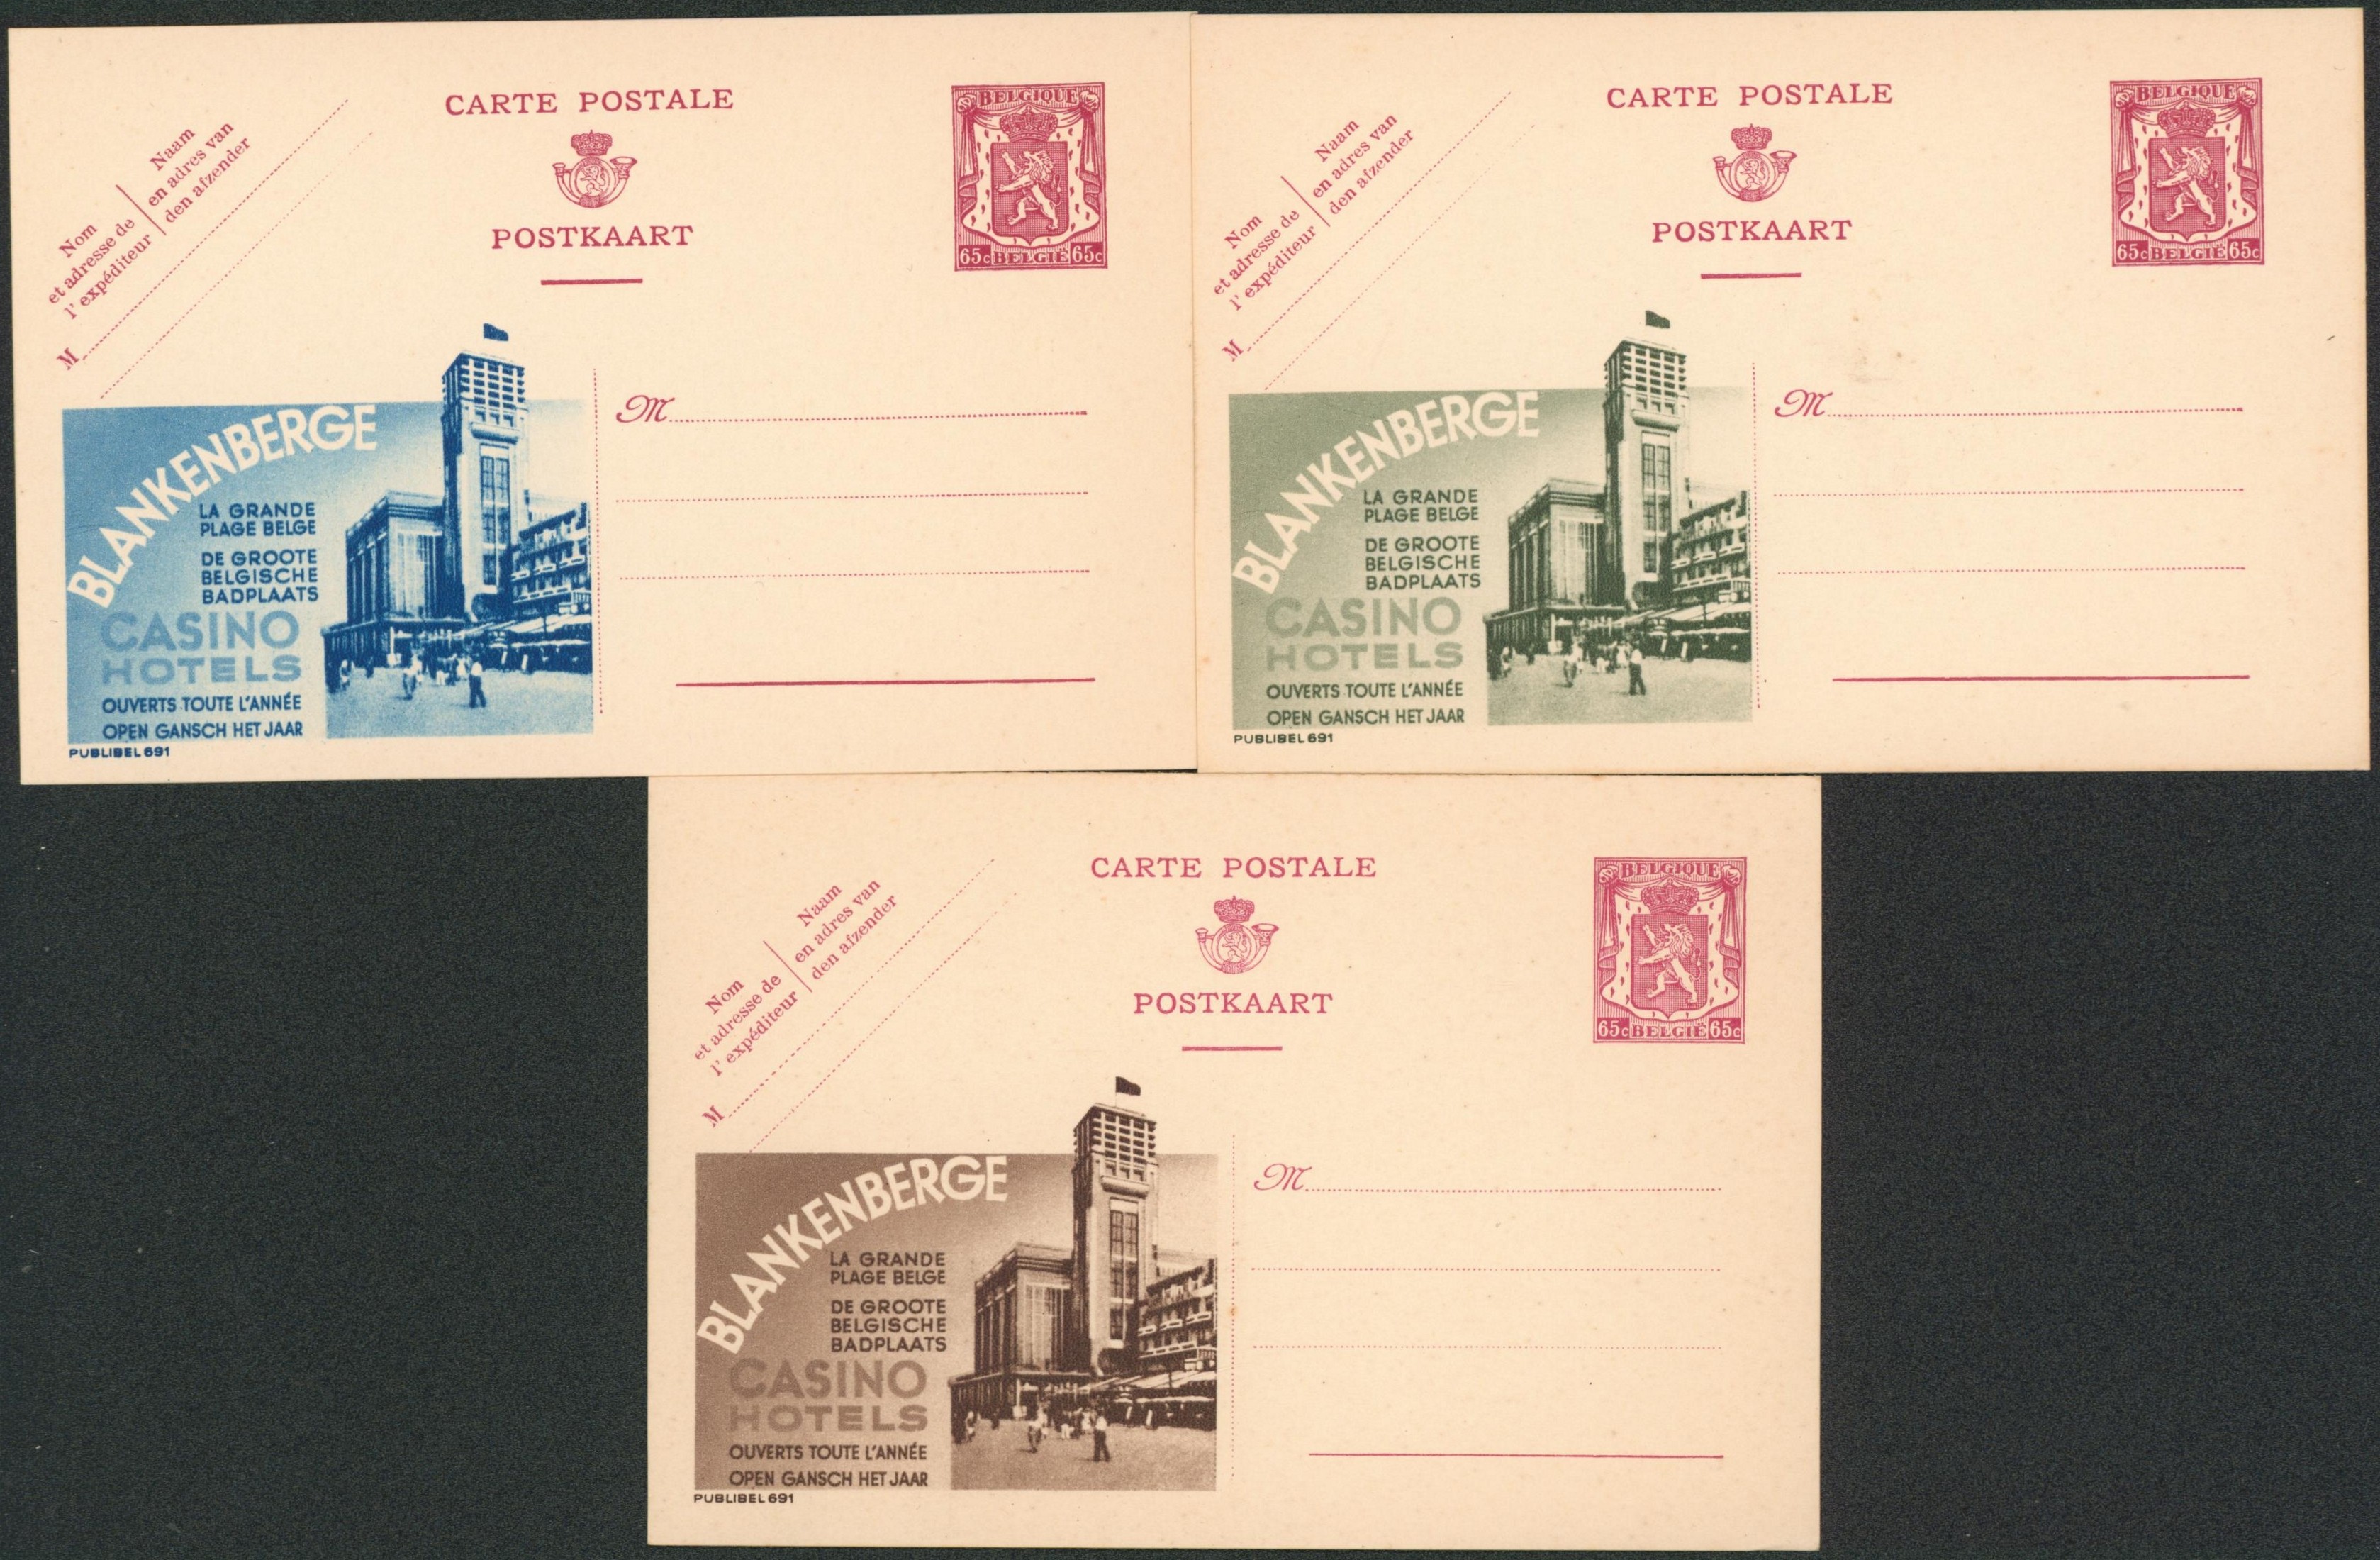 CARTE POSTALE
POSTKAART
BELGIQUE
65c BELGIË 65c
Nom
et adresse de
l' expéditeur
Naam
en adres van
den afzender
M
M
BLANKENBERGE
LA GRANDE
PLAGE BELGE
DE GROOTE
BELGISCHE
BADPLAATS
CASINO
HOTELS
OUVERTS TOUTE L'ANNÉE
OPEN GANSCH HET JAAR
PUBLIBEL 691
CARTE POSTALE
POSTKAART
BELGIQUE
65c BELGIË 65c
Nom
et adresse de
l' expéditeur
Naam
en adres van
den afzender
M
M
BLANKENBERGE
LA GRANDE
PLAGE BELGE
DE GROOTE
BELGISCHE
BADPLAATS
CASINO
HOTELS
OUVERTS TOUTE L'ANNÉE
OPEN GANSCH HET JAAR
PUBLIBEL 691
CARTE POSTALE
POSTKAART
BELGIQUE
65c BELGIË 65c
Nom
et adresse de
l' expéditeur
Naam
en adres van
den afzender
M
M
BLANKENBERGE
LA GRANDE
PLAGE BELGE
DE GROOTE
BELGISCHE
BADPLAATS
CASINO
HOTELS
OUVERTS TOUTE L'ANNÉE
OPEN GANSCH HET JAAR
PUBLIBEL 691